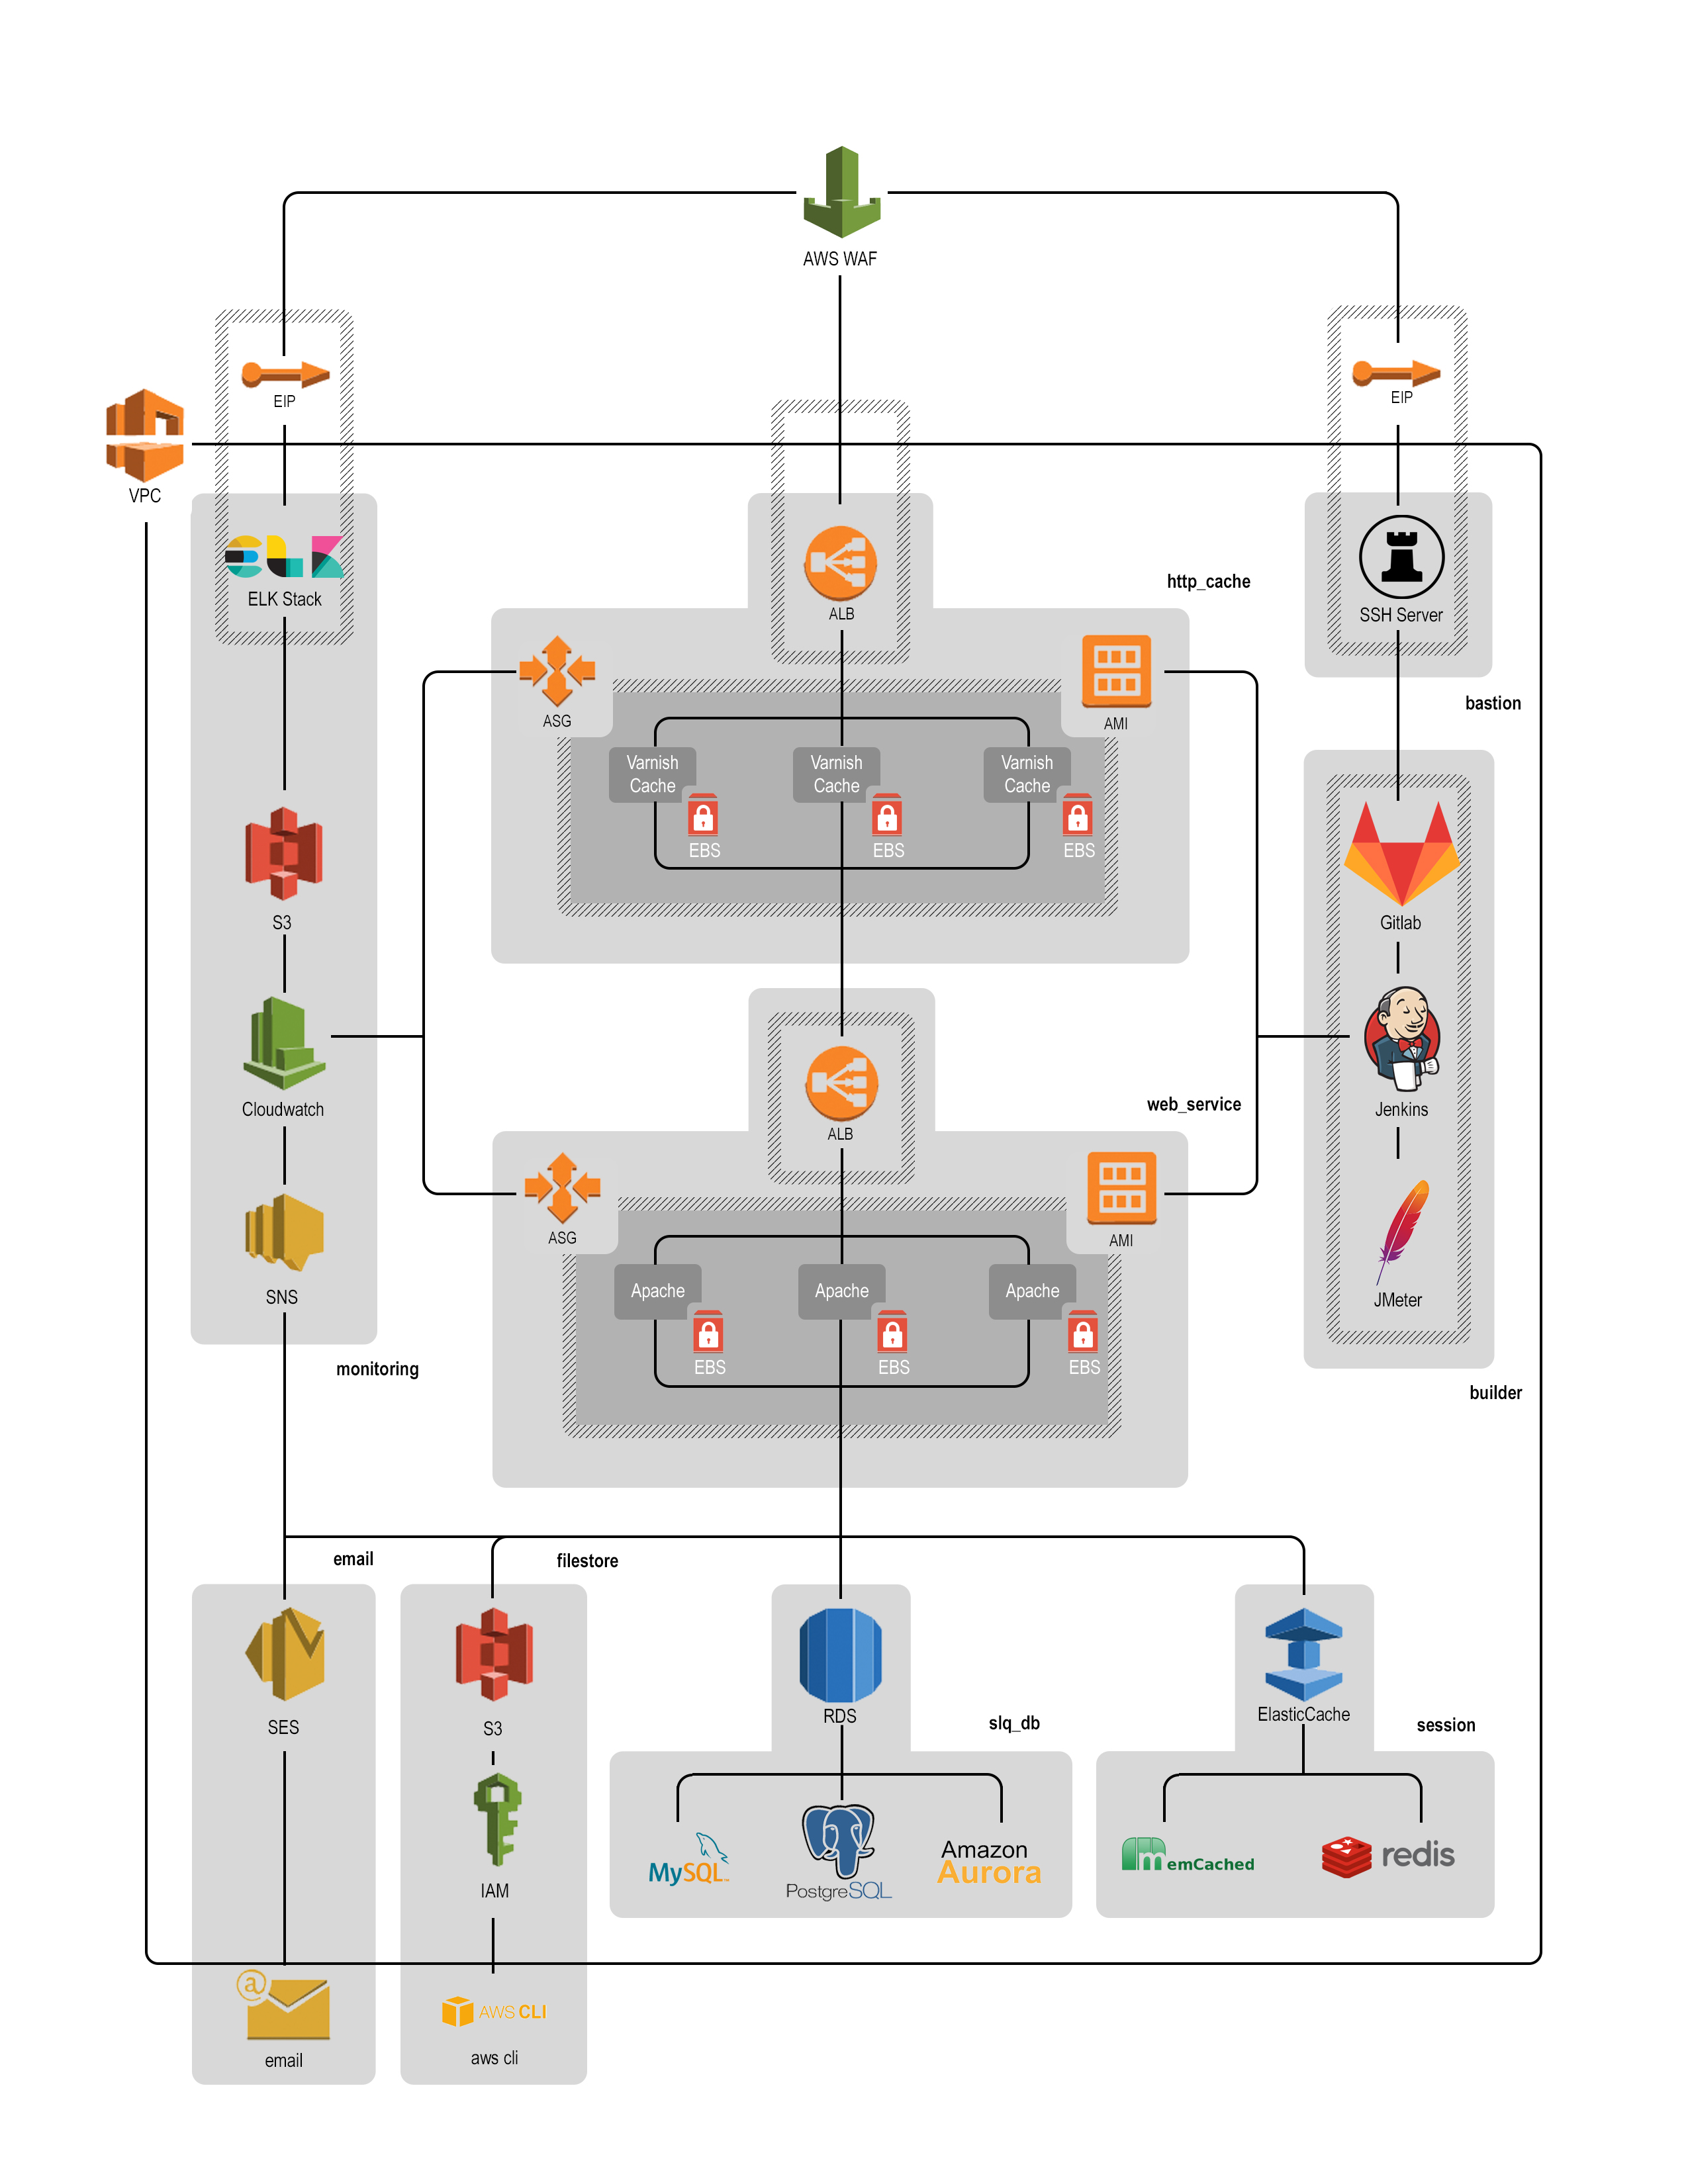 AWS WAF
EIP
EIP
VPC
ELK
ELK Stack
ALB
http_cache
SSH Server
ASG
AMI
bastion
Varnish
Cache
Varnish
Cache
Varnish
Cache
EBS
EBS
EBS
S3
Gitlab
Cloudwatch
Jenkins
web_service
ALB
ASG
AMI
Apache
Apache
Apache
EBS
EBS
EBS
SNS
JMeter
monitoring
builder
email
filestore
SES
S3
RDS
slq_db
ElasticCache
session
IAM
MySQL
PostgreSQL
Amazon
Aurora
MemCached
redis
@
email
AWS CLI
aws cli